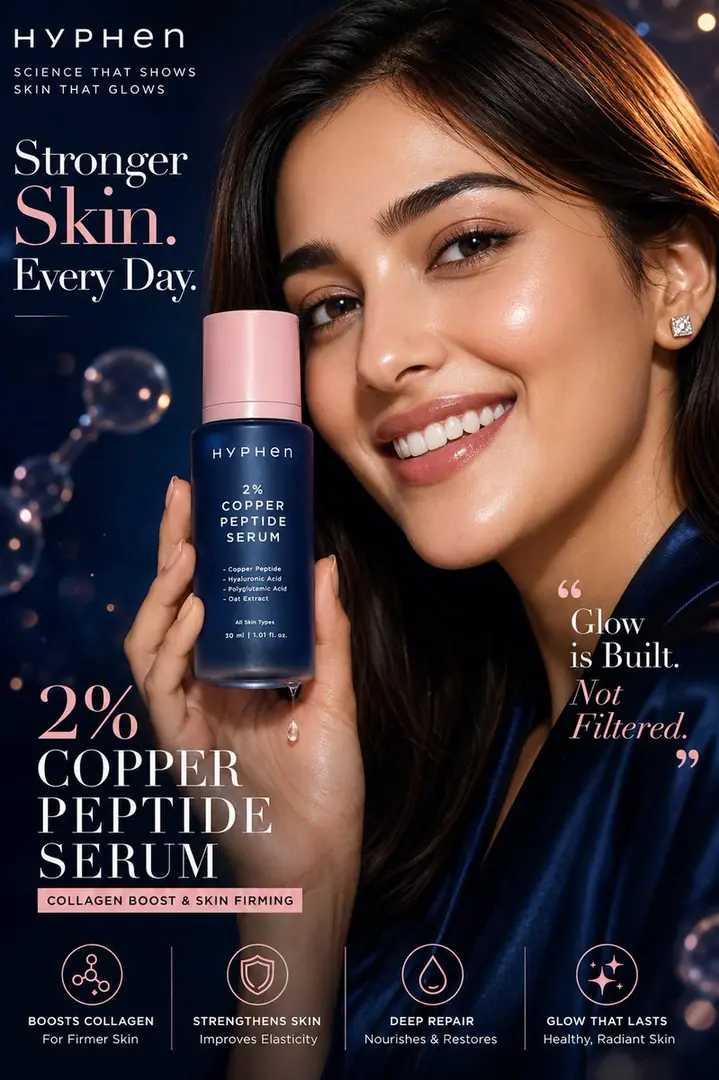 HYPHEN
SCIENCE THAT SHOWS
SKIN THAT GLOWS
Stronger
Skin.
Every Day.
HYPHEN
2%
COPPER
PEPTIDE
SERUM
- Copper Peptide
- Hyaluronic Acid
- Polyglutamic Acid
- Oat Extract
All Skin Types
30 ml | 1.01 fl. oz.
“
Glow
is Built.
Not
Filtered.
”
2%
COPPER
PEPTIDE
SERUM
COLLAGEN BOOST & SKIN FIRMING
BOOSTS COLLAGEN
For Firmer Skin
STRENGTHENS SKIN
Improves Elasticity
DEEP REPAIR
Nourishes & Restores
GLOW THAT LASTS
Healthy, Radiant Skin